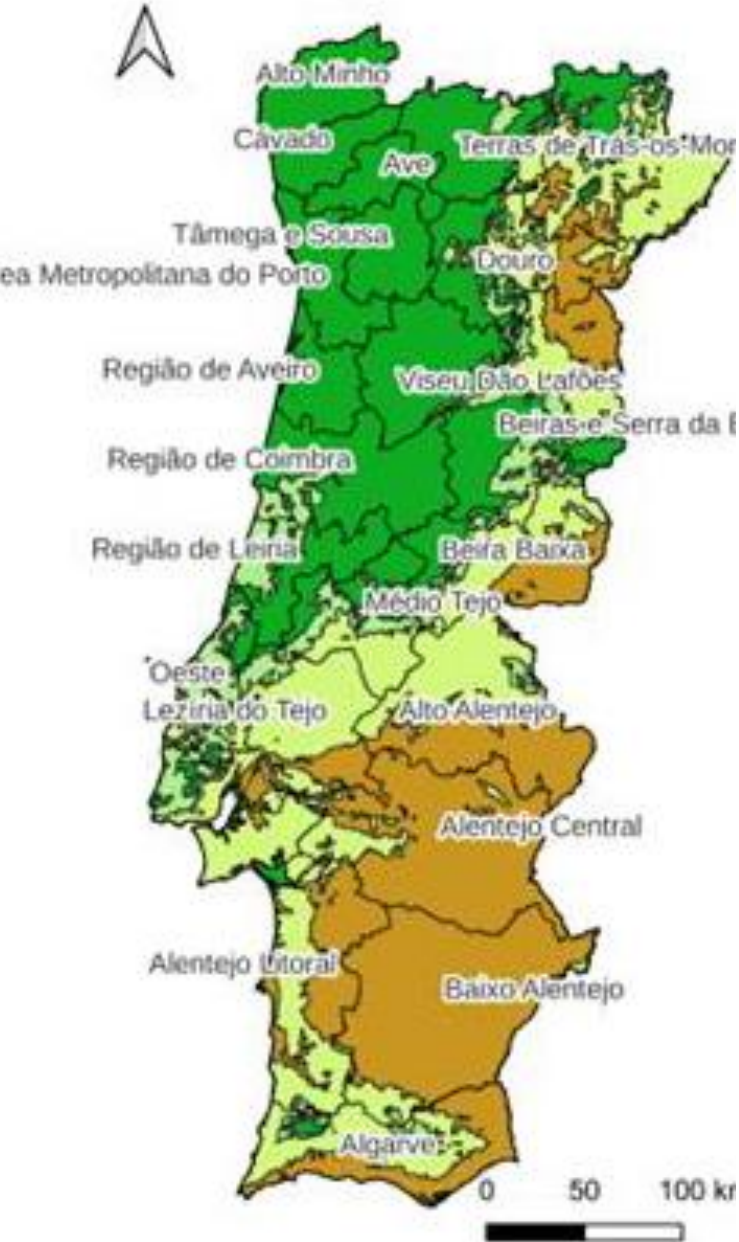 Alto Minho
Cávado
Ave
Terras de Trás-os-Mon
Tâmega e Sousa
ea Metropolitana do Porto
Douro
Região de Aveiro
Viseu Dão Lafões
Beiras e Serra da E
Região de Coimbra
Região de Leiria
Beira Baixa
Médio Tejo
Oeste
Lezíria do Tejo
Alto Alentejo
Alentejo Central
Alentejo Litoral
Baixo Alentejo
Algarve
0 50 100 km